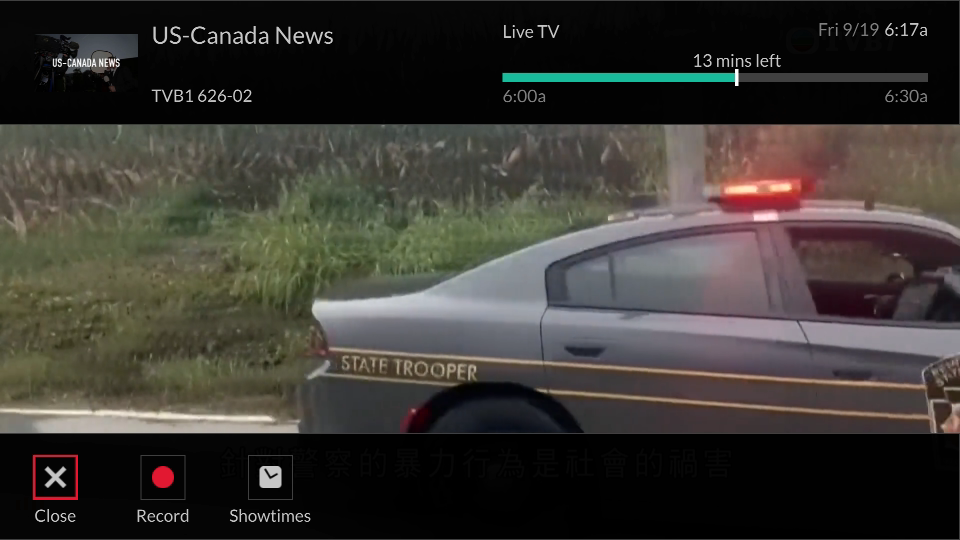 US-Canada News
US-CANADA NEWS
TVB1 626-02
Live TV
Fri 9/19 6:17a
13 mins left
6:00a
6:30a
STATE TROOPER
警察的暴力行為是社會的禍害
Close
Record
Showtimes